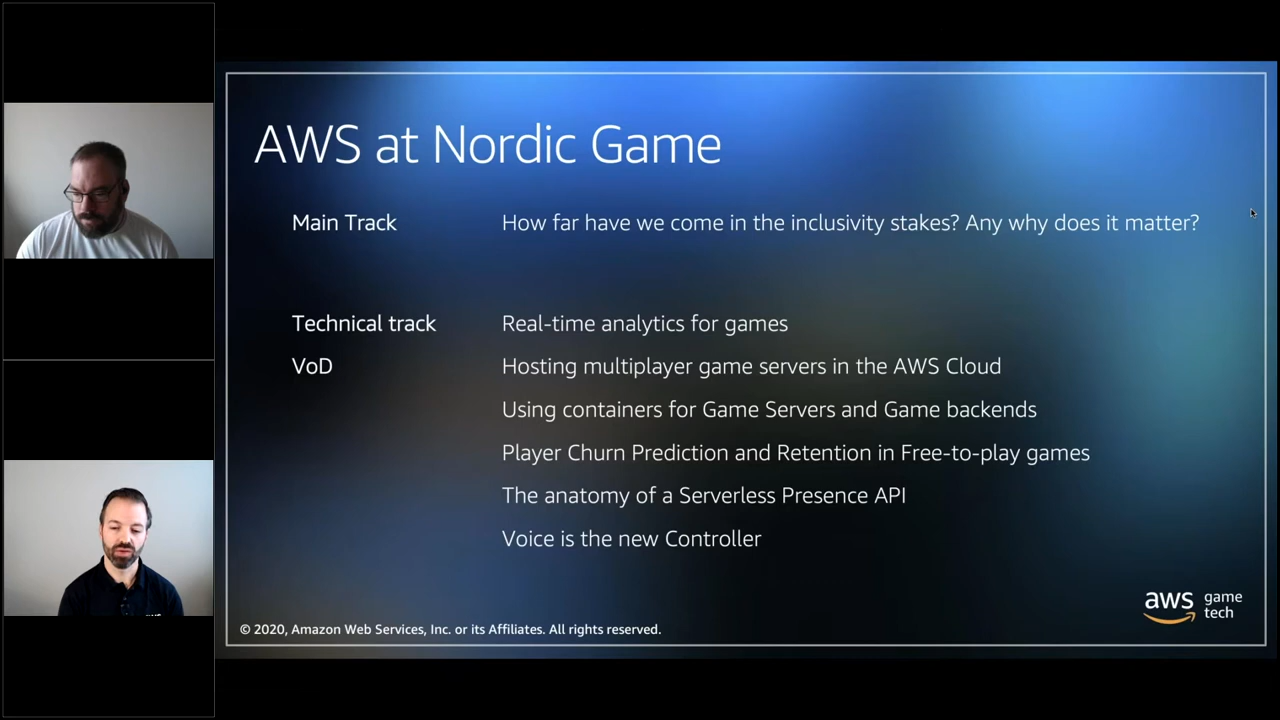 AWS at Nordic Game
Main Track How far have we come in the inclusivity stakes? Any why does it matter?
Technical track Real-time analytics for games
VoD Hosting multiplayer game servers in the AWS Cloud
Using containers for Game Servers and Game backends
Player Churn Prediction and Retention in Free-to-play games
The anatomy of a Serverless Presence API
Voice is the new Controller
aws game tech
© 2020, Amazon Web Services, Inc. or its Affiliates. All rights reserved.